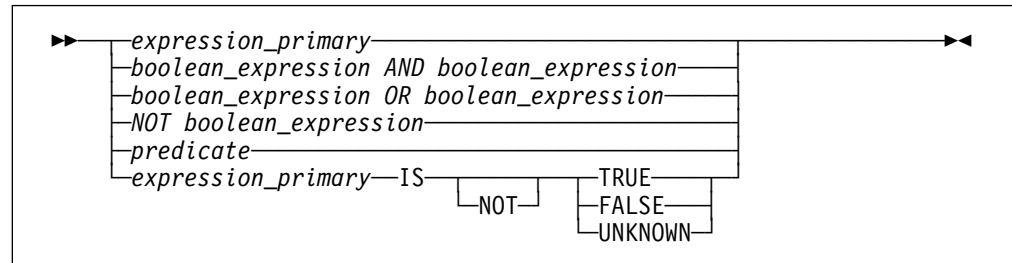 expression_primary
boolean_expression AND boolean_expression
boolean_expression OR boolean_expression
NOT boolean_expression
predicate
expression_primary IS TRUE
NOT FALSE
UNKNOWN